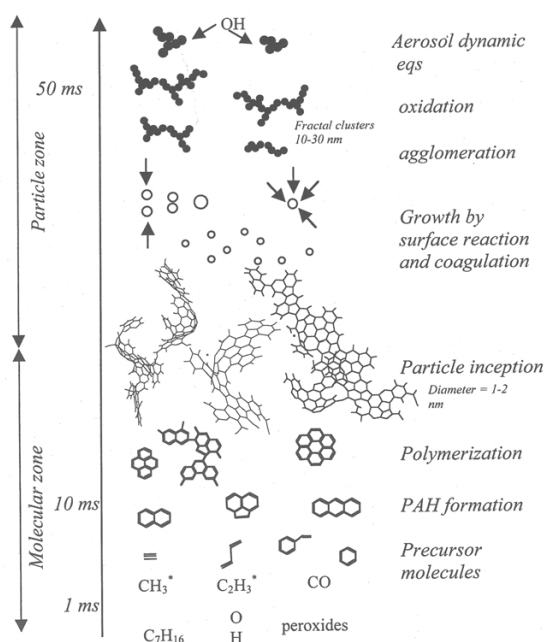 OH
Aerosol dynamic
eqs
50 ms
oxidation
Fractal clusters
10-30 nm
agglomeration
Particle zone
Growth by
surface reaction
and coagulation
Particle inception
Diameter = 1-2
nm
Molecular zone
Polymerization
10 ms
PAH formation
Precursor
molecules
CH₃*
C₂H₃*
CO
1 ms
O
H
peroxides
C₇H₁₆